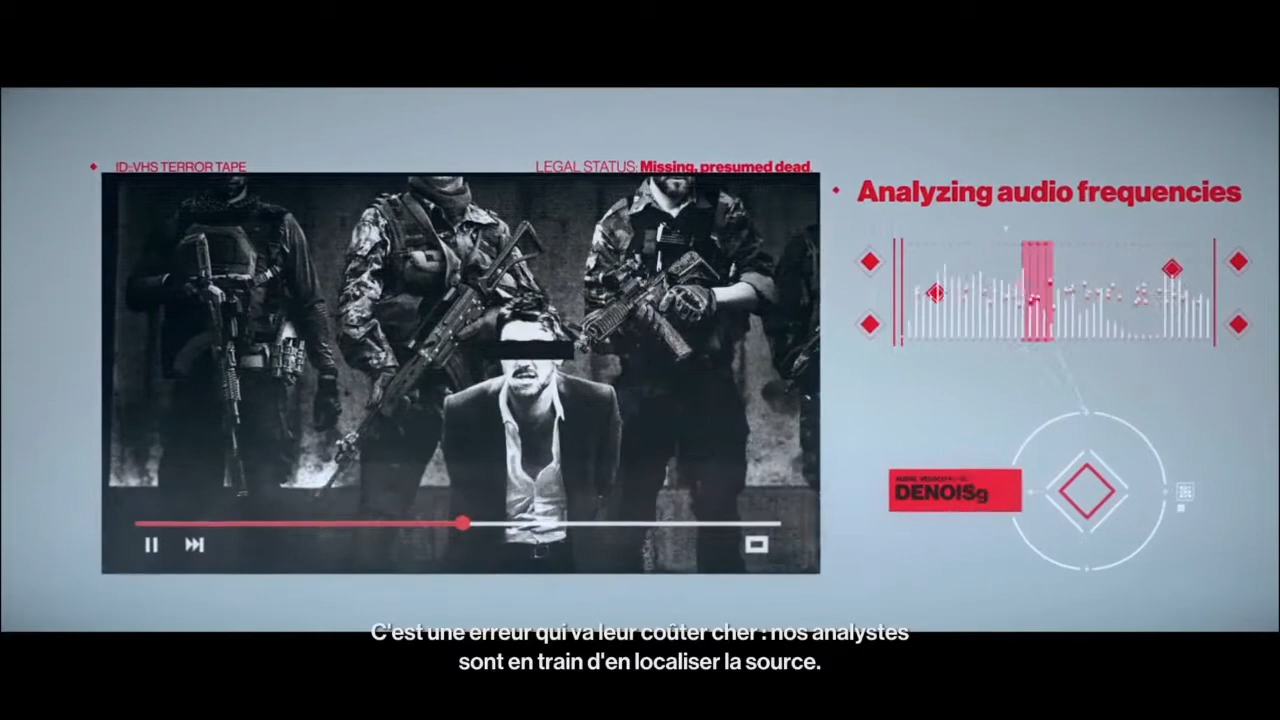 ID-VHS TERROR TAPE
LEGAL STATUS: Missing, presumed dead
Analyzing audio frequencies
DENOISg
C'est une erreur qui va leur coûter cher : nos analystes
sont en train d'en localiser la source.